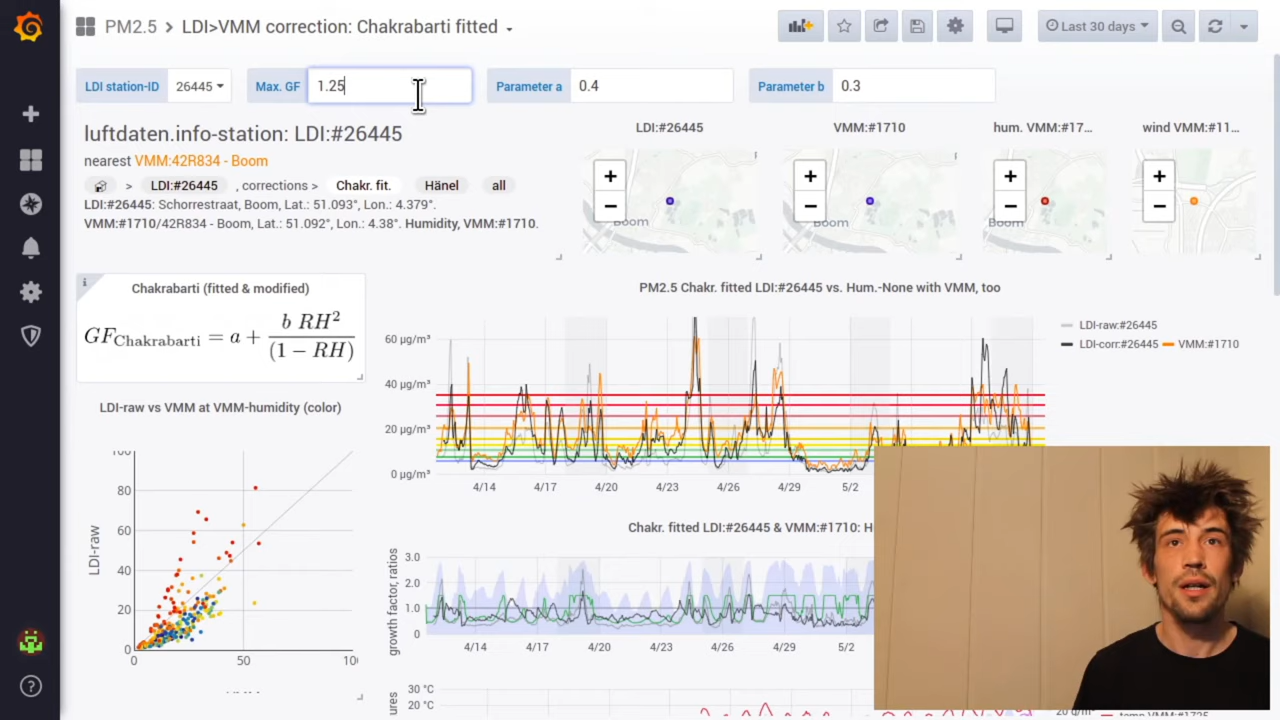 PM2.5 > LDI>VMM correction: Chakrabarti fitted
Last 30 days
LDI station-ID 26445
Max. GF 1.25
Parameter a 0.4
Parameter b 0.3
luftdaten.info-station: LDI:#26445
nearest VMM:42R834 - Boom
> LDI:#26445 , corrections > Chakr. fit. Hänel all
LDI:#26445: Schorrestraat, Boom, Lat.: 51.093°, Lon.: 4.379°.
VMM:#1710/42R834 - Boom, Lat.: 51.092°, Lon.: 4.38°. Humidity, VMM:#1710.
LDI:#26445
+
−
Boom
VMM:#1710
+
−
Boom
hum. VMM:#17...
+
−
Boom
wind VMM:#11...
+
−
i
Chakrabarti (fitted & modified)
GF Chakrabarti = a + b RH² / (1 − RH)
LDI-raw vs VMM at VMM-humidity (color)
LDI-raw
80
60
40
20
0
0 50
PM2.5 Chakr. fitted LDI:#26445 vs. Hum.-None with VMM, too
60 µg/m³
40 µg/m³
20 µg/m³
0 µg/m³
4/14 4/17 4/20 4/23 4/26 4/29 5/2
LDI-raw:#26445
LDI-corr:#26445 VMM:#1710
Chakr. fitted LDI:#26445 & VMM:#1710: H
growth factor, ratios
3.0
2.0
1.0
0
4/14 4/17 4/20 4/23 4/26 4/29 5/2
30 °C
20 °C